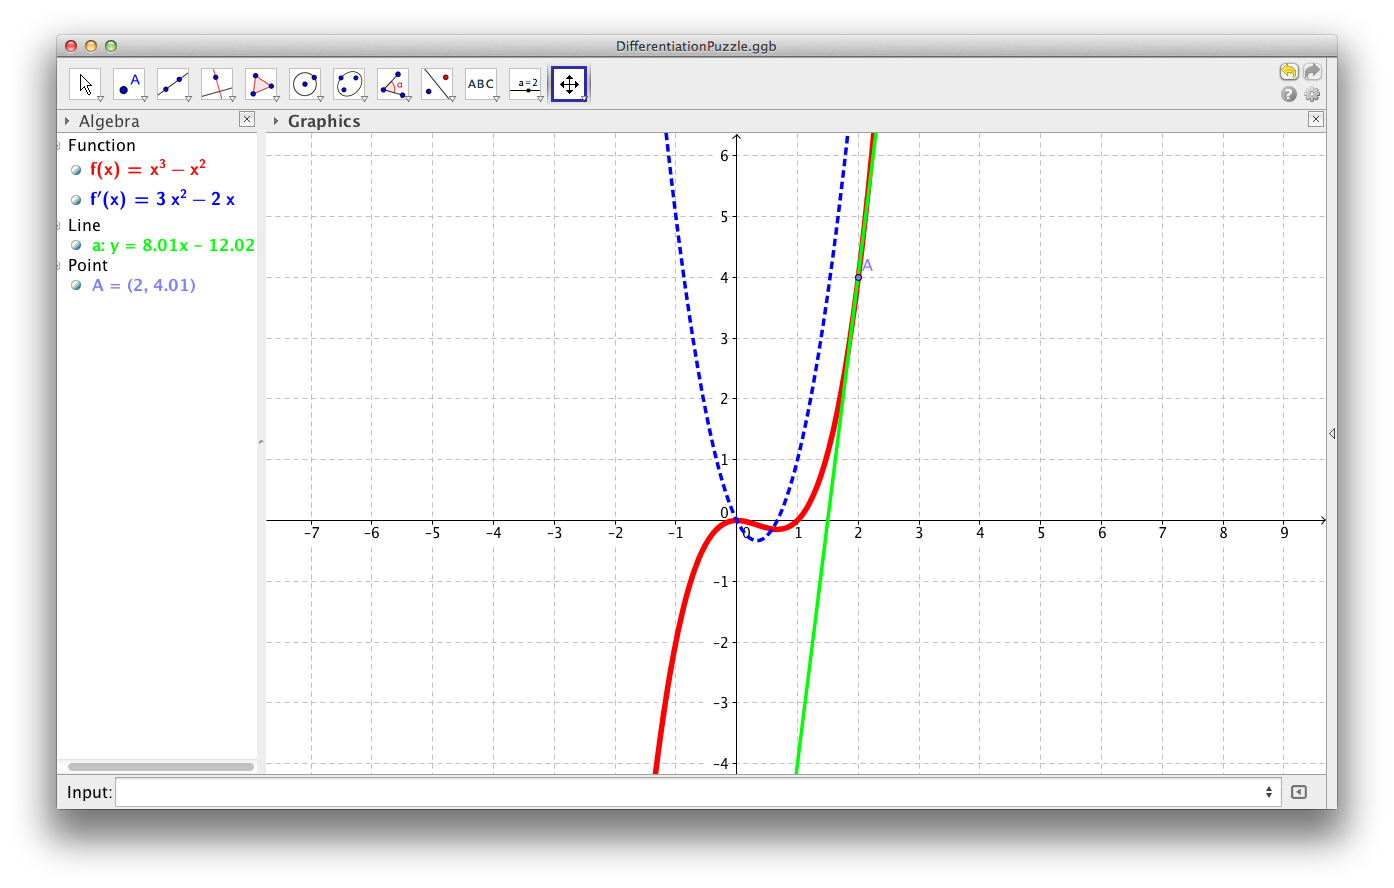 DifferentiationPuzzle.ggb
A
α
ABC
a=2
?
Algebra
Graphics
Function
f(x) = x³ − x²
f′(x) = 3 x² − 2 x
Line
a: y = 8.01x − 12.02
Point
A = (2, 4.01)
6
5
4
A
3
2
1
0
−7 −6 −5 −4 −3 −2 −1 0 1 2 3 4 5 6 7 8 9
−1
−2
−3
−4
Input: